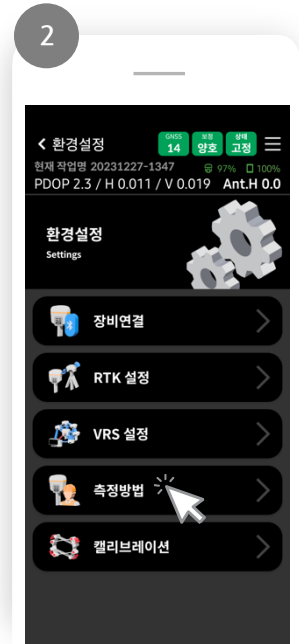 2
환경설정
GNSS 14 보정 양호 상태 고정
현재 작업명 20231227-1347 97% 100%
PDOP 2.3 / H 0.011 / V 0.019 Ant.H 0.0
환경설정
Settings
장비연결
RTK 설정
VRS 설정
측정방법
캘리브레이션